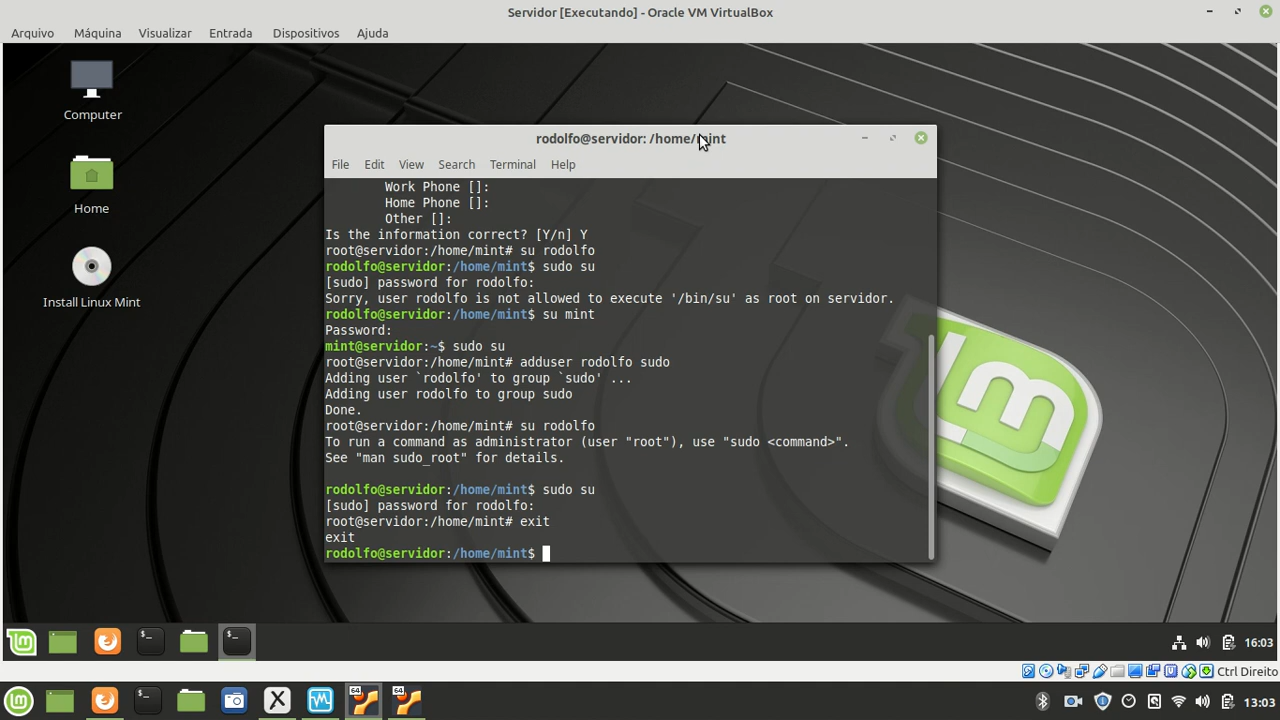 Servidor [Executando] - Oracle VM VirtualBox
Arquivo Máquina Visualizar Entrada Dispositivos Ajuda
Computer
Home
Install Linux Mint
rodolfo@servidor: /home/mint
File Edit View Search Terminal Help
Work Phone []:
Home Phone []:
Other []:
Is the information correct? [Y/n] Y
root@servidor:/home/mint# su rodolfo
rodolfo@servidor:/home/mint$ sudo su
[sudo] password for rodolfo:
Sorry, user rodolfo is not allowed to execute '/bin/su' as root on servidor.
rodolfo@servidor:/home/mint$ su mint
Password:
mint@servidor:~$ sudo su
root@servidor:/home/mint# adduser rodolfo sudo
Adding user `rodolfo' to group `sudo' ...
Adding user rodolfo to group sudo
Done.
root@servidor:/home/mint# su rodolfo
To run a command as administrator (user "root"), use "sudo <command>".
See "man sudo_root" for details.
rodolfo@servidor:/home/mint$ sudo su
[sudo] password for rodolfo:
root@servidor:/home/mint# exit
exit
rodolfo@servidor:/home/mint$
16:03
Ctrl Direito
64
64
13:03